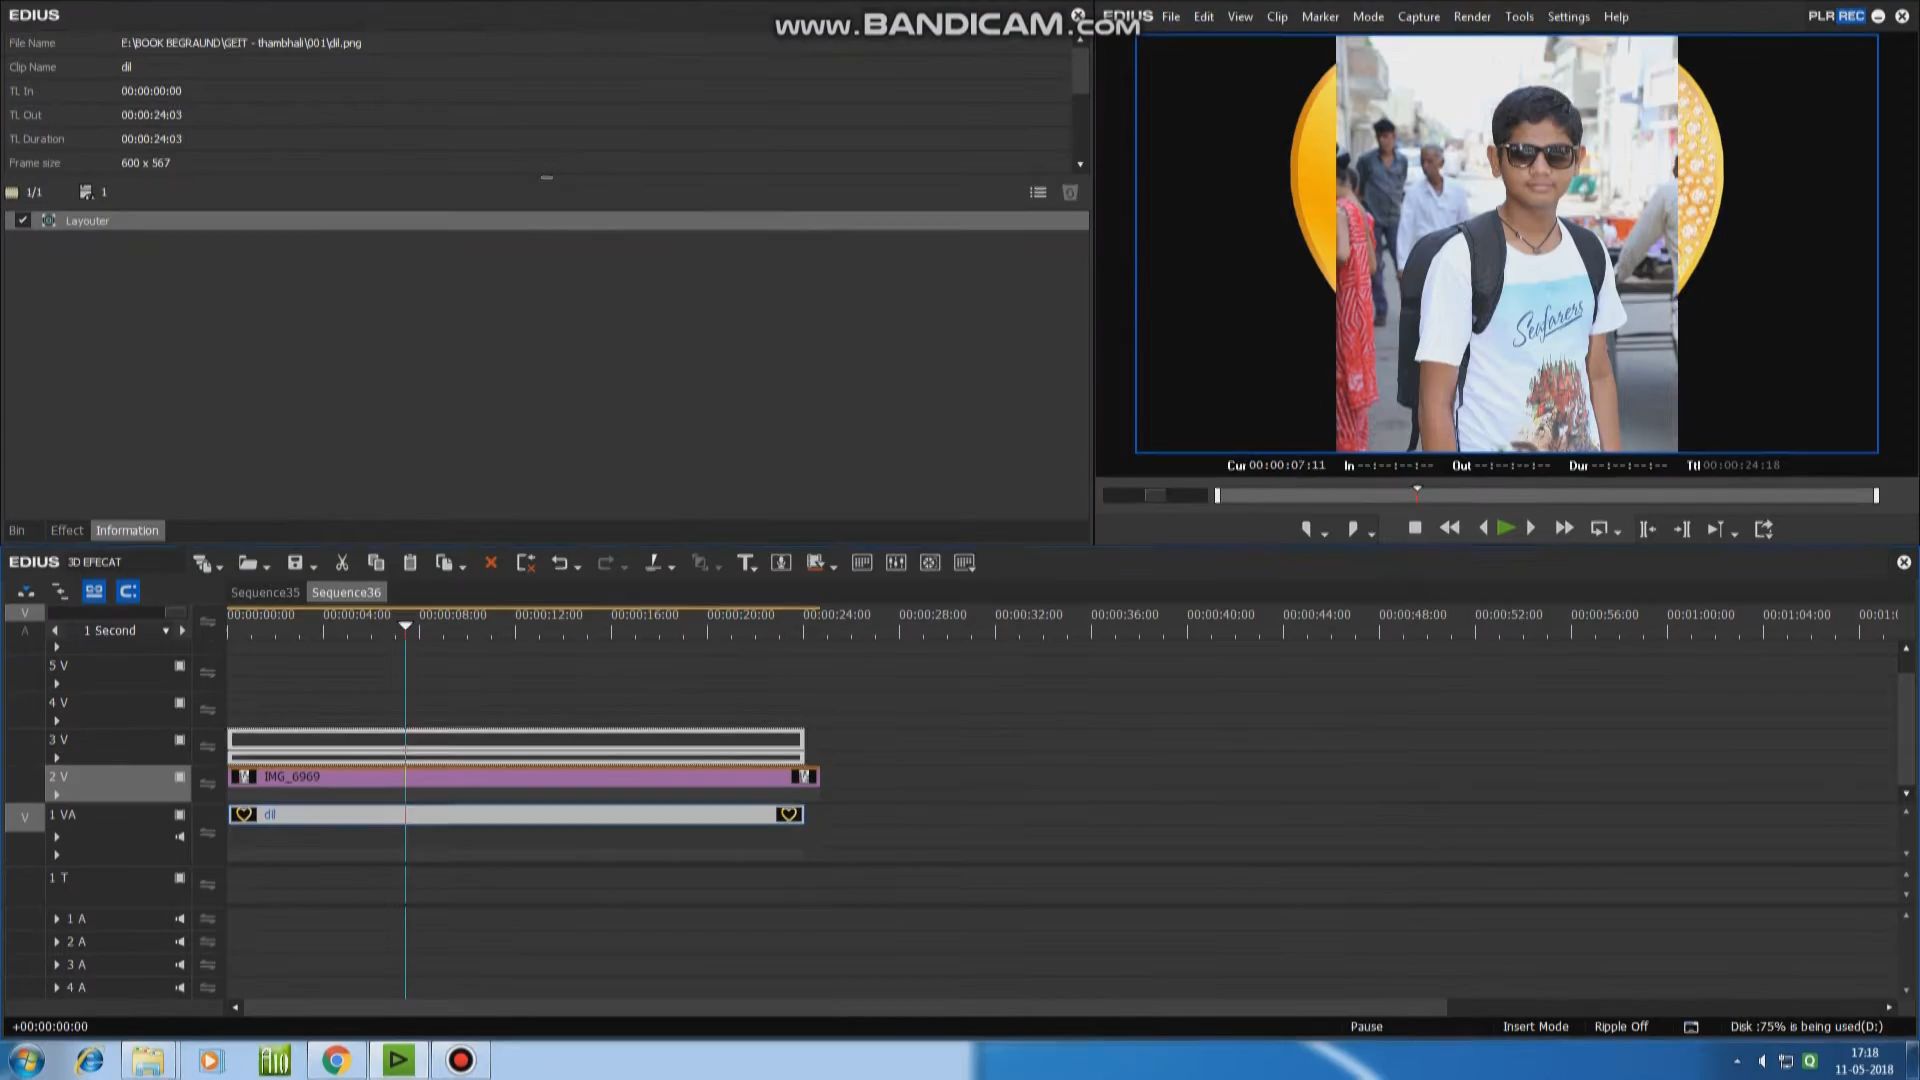 EDIUS
www.BANDICAM.com
EDIUS File Edit View Clip Marker Mode Capture Render Tools Settings Help PLR REC
File Name E:\BOOK BEGRAUND\GEIT - thambhali\001\dil.png
Clip Name dil
TL In 00:00:00:00
TL Out 00:00:24:03
TL Duration 00:00:24:03
Frame size 600 x 567
1/1 1
Layouter
Seafarers
Cur 00:00:07:11 In --:--:--:-- Out --:--:--:-- Dur --:--:--:-- Ttl 00:00:24:18
Bin Effect Information
EDIUS 3D EFECAT
Sequence35 Sequence36
V 00:00:00:00 00:00:04:00 00:00:08:00 00:00:12:00 00:00:16:00 00:00:20:00 00:00:24:00 00:00:28:00 00:00:32:00 00:00:36:00 00:00:40:00 00:00:44:00 00:00:48:00 00:00:52:00 00:00:56:00 00:01:00:00 00:01:04:00 00:01:0
A 1 Second
5 V
4 V
3 V
2 V IMG_6969
V 1 VA dil
1 T
1 A
2 A
3 A
4 A
+00:00:00:00 Pause Insert Mode Ripple Off Disk :75% is being used(D:)
17:18
11-05-2018